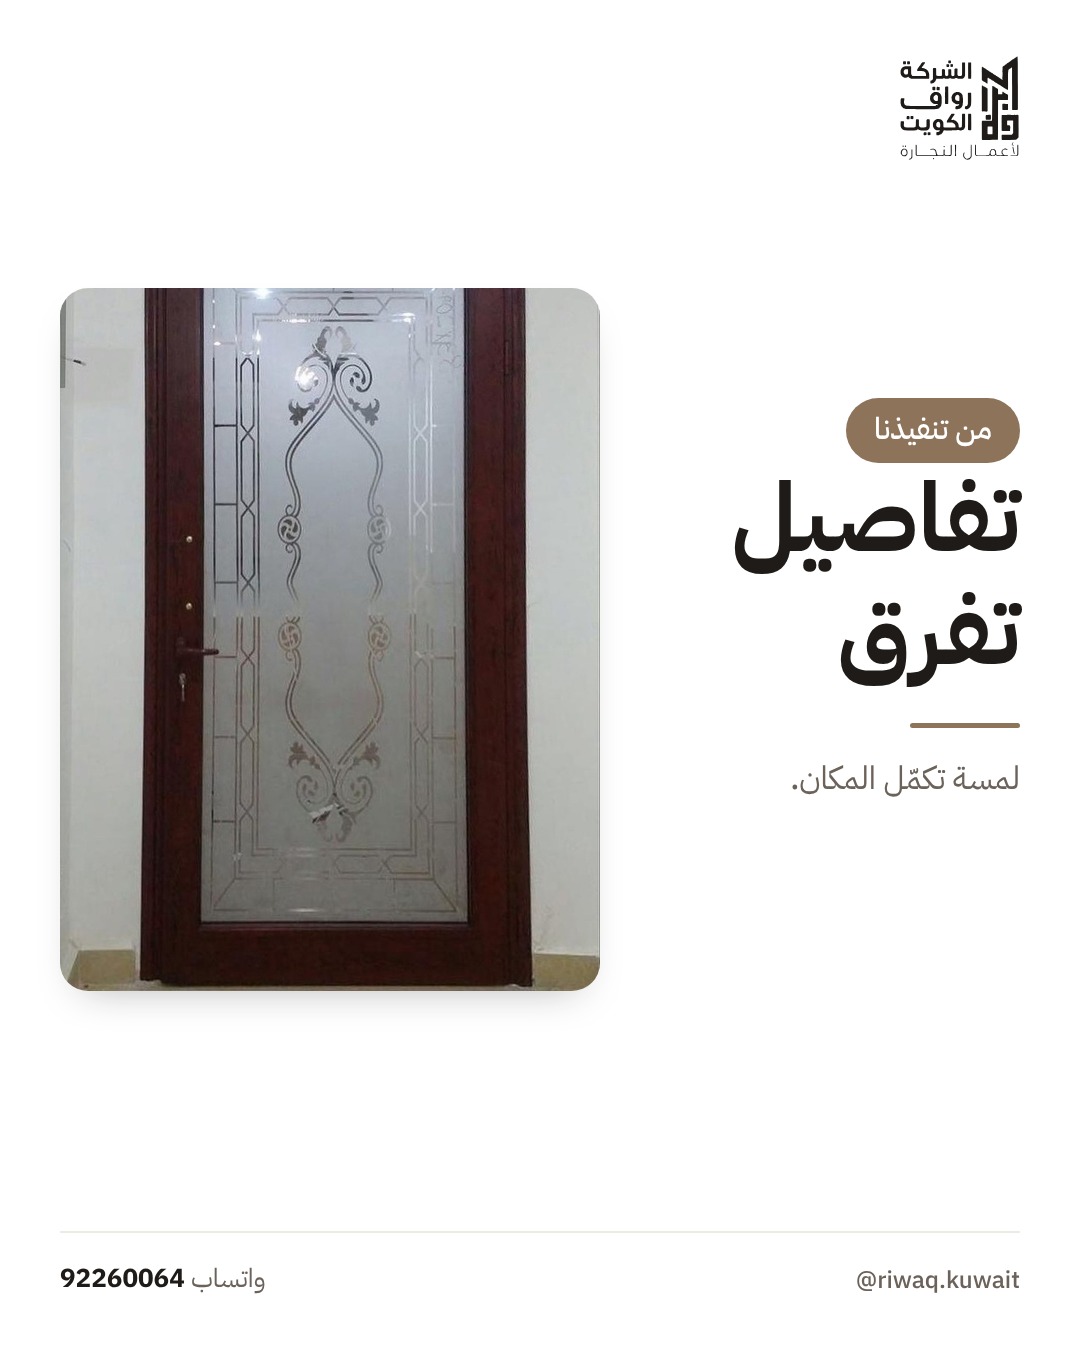 الشركة
رواق
الكويت
لأعمال النجارة
من تنفيذنا
تفاصيل
تفرق
لمسة تكمّل المكان.
@riwaq.kuwait
واتساب 92260064